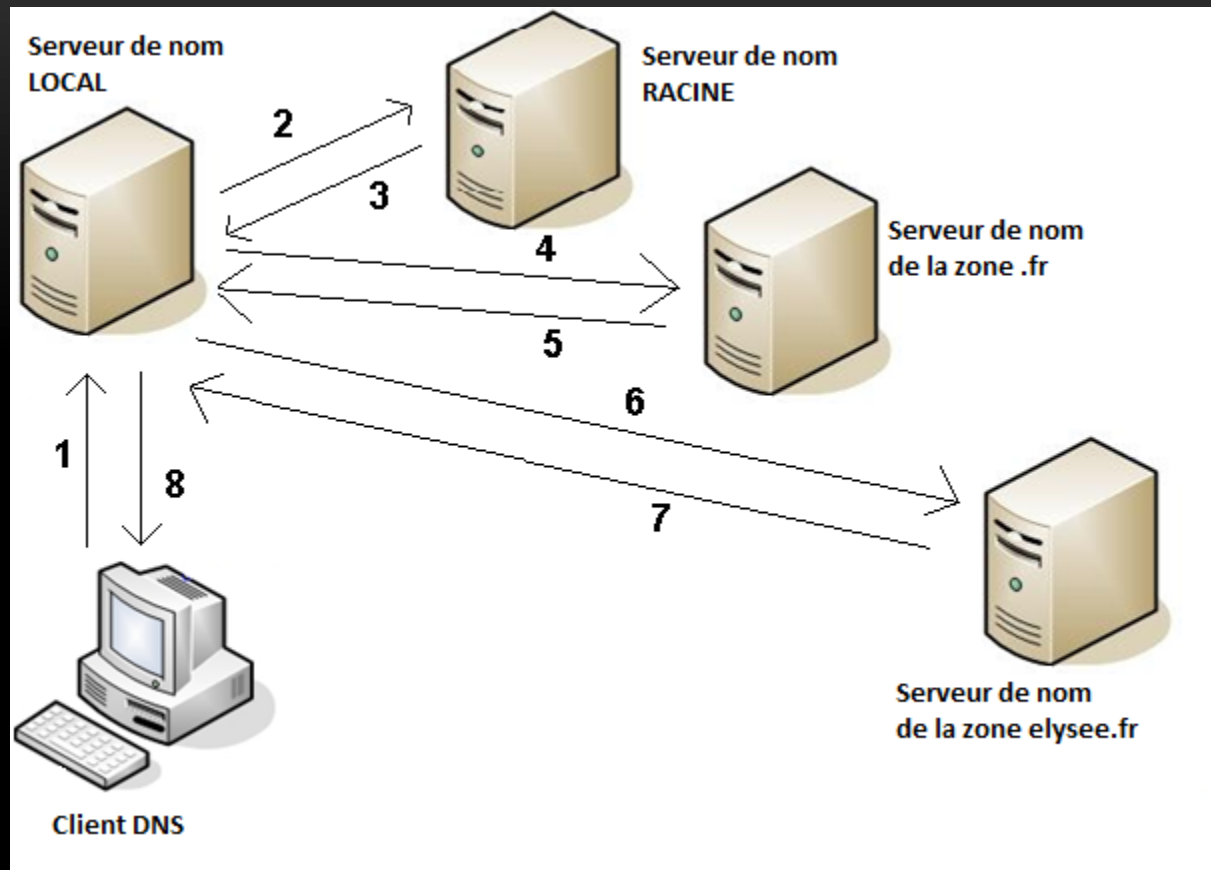 Serveur de nom
LOCAL
Serveur de nom
RACINE
2
3
4
Serveur de nom
de la zone .fr
5
6
1
8
7
Serveur de nom
de la zone elysee.fr
Client DNS